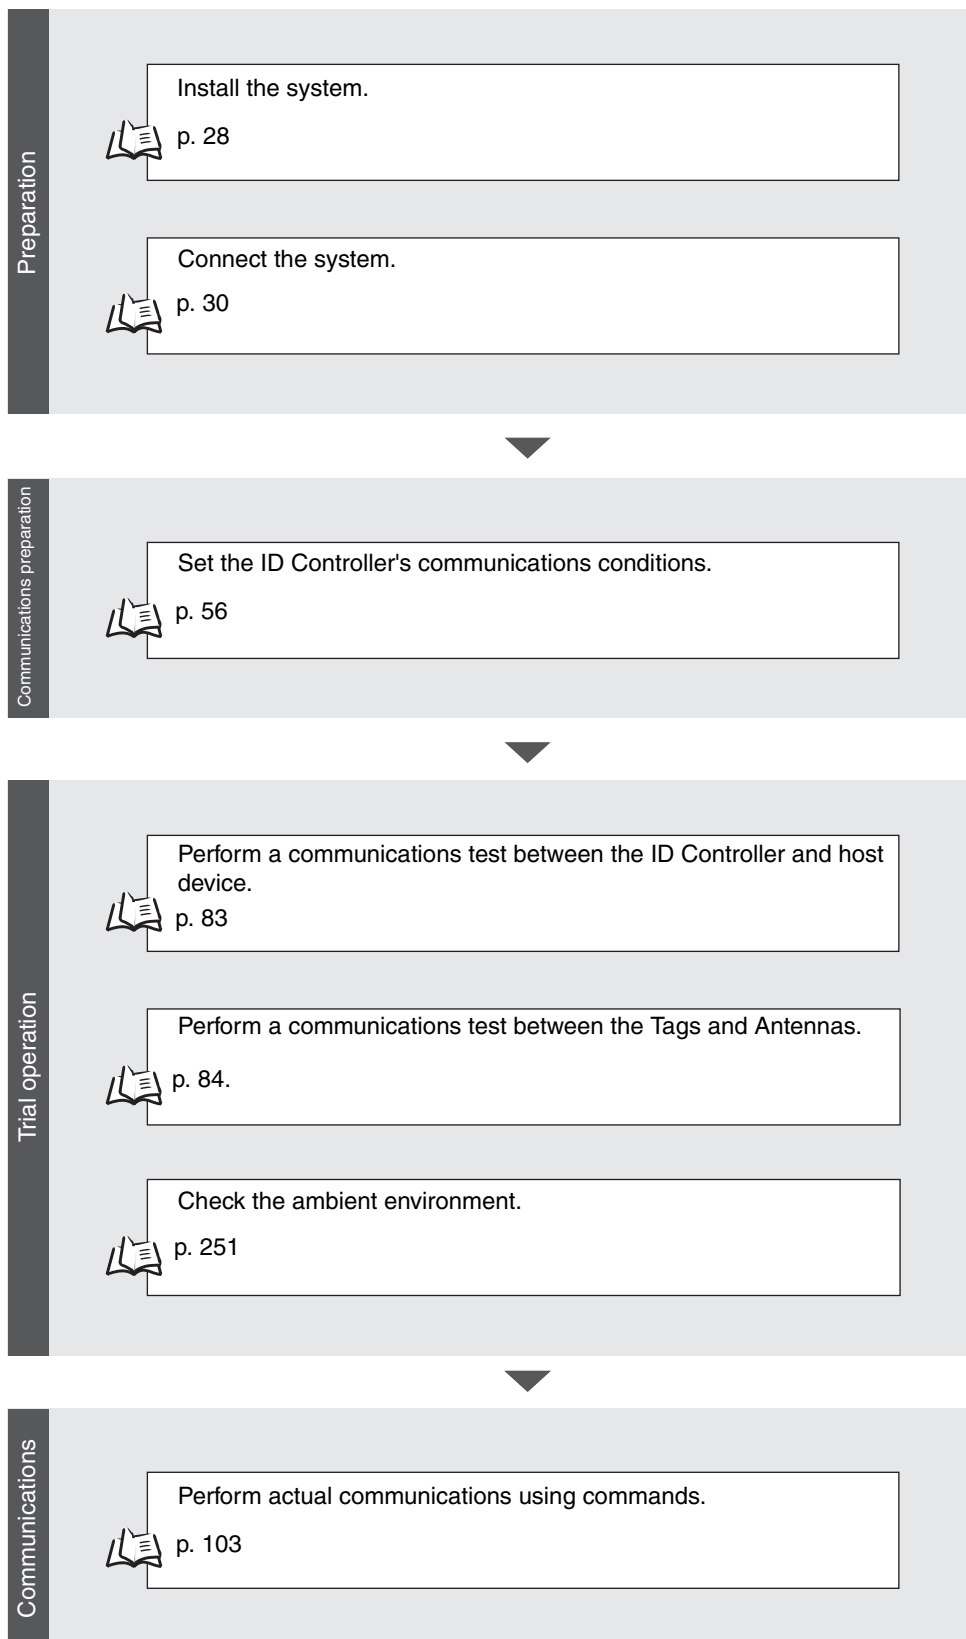 Preparation
Install the system.
p. 28
Connect the system.
p. 30
Communications preparation
Set the ID Controller's communications conditions.
p. 56
Trial operation
Perform a communications test between the ID Controller and host
device.
p. 83
Perform a communications test between the Tags and Antennas.
p. 84.
Check the ambient environment.
p. 251
Communications
Perform actual communications using commands.
p. 103